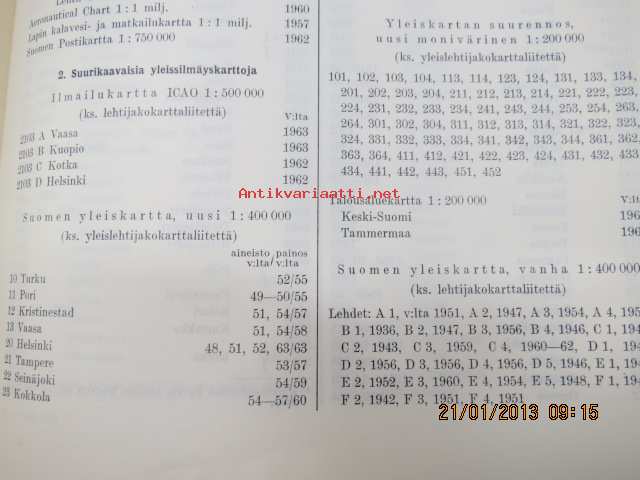 Aeronautical Chart 1 : 1 milj. 1960
Lapin kalavesi- ja matkailukartta 1 : 1 milj. 1957
Suomen Postikartta 1 : 750 000 1962
2. Suurikaavaisia yleissilmäyskarttoja
Ilmailukartta ICAO 1 : 500 000
(ks. lehtijakokarttaliitettä)
V:lta
2103 A Vaasa 1963
2103 B Kuopio 1963
2103 C Kotka 1962
2103 D Helsinki 1962
Suomen yleiskartta, uusi 1 : 400 000
(ks. yleislehtijakokarttaliitettä)
aineisto painos
v:lta/v:lta
10 Turku 52/55
11 Pori 49—50/55
12 Kristinestad 51, 54/57
13 Vaasa 51, 54/58
20 Helsinki 48, 51, 52, 63/63
21 Tampere 53/57
22 Seinäjoki 54/59
23 Kokkola 54—57/60
Yleiskartan suurennos,
uusi monivärinen 1 : 200 000
(ks. yleislehtijakokarttaliitettä)
101, 102, 103, 104, 113, 114, 123, 124, 131, 133, 134,
201, 202, 203, 204, 211, 212, 213, 214, 221, 222, 223,
224, 231, 232, 233, 234, 241, 243, 244, 253, 254, 263,
264, 301, 302, 304, 311, 312, 313, 314, 321, 322, 323,
324, 331, 332, 333, 334, 341, 342, 343, 344, 361, 362,
363, 364, 411, 412, 421, 422, 423, 424, 431, 432, 433
434, 441, 442, 443, 451, 452
Talousaluekartta 1 : 200 000 V:lt
Keski-Suomi 196
Tammermaa 196
Suomen yleiskartta, vanha 1 : 400 000
(ks. lehtijakokarttaliitettä)
Lehdet: A 1, v:lta 1951, A 2, 1947, A 3, 1954, A 4, 195
B 1, 1936, B 2, 1947, B 3, 1956, B 4, 1946, C 1, 194
C 2, 1943, C 3, 1959, C 4, 1960—62, D 1, 194
D 2, 1956, D 3, 1956, D 4, 1956, D 5, 1946, E 1, 194
E 2, 1952, E 3, 1960, E 4, 1954, E 5, 1948, F 1, 194
F 2, 1942, F 3, 1951, F 4, 1951
Antikvariaatti.net
21/01/2013 09:15